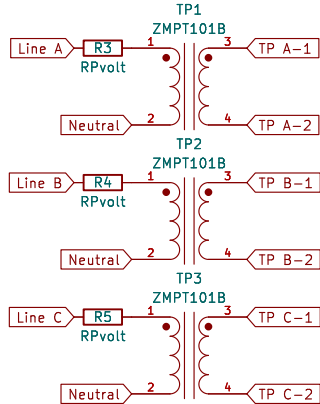 TP1
ZMPT101B
Line A R3 1 3 TP A-1
RPvolt
Neutral 2 4 TP A-2
TP2
ZMPT101B
Line B R4 1 3 TP B-1
RPvolt
Neutral 2 4 TP B-2
TP3
ZMPT101B
Line C R5 1 3 TP C-1
RPvolt
Neutral 2 4 TP C-2